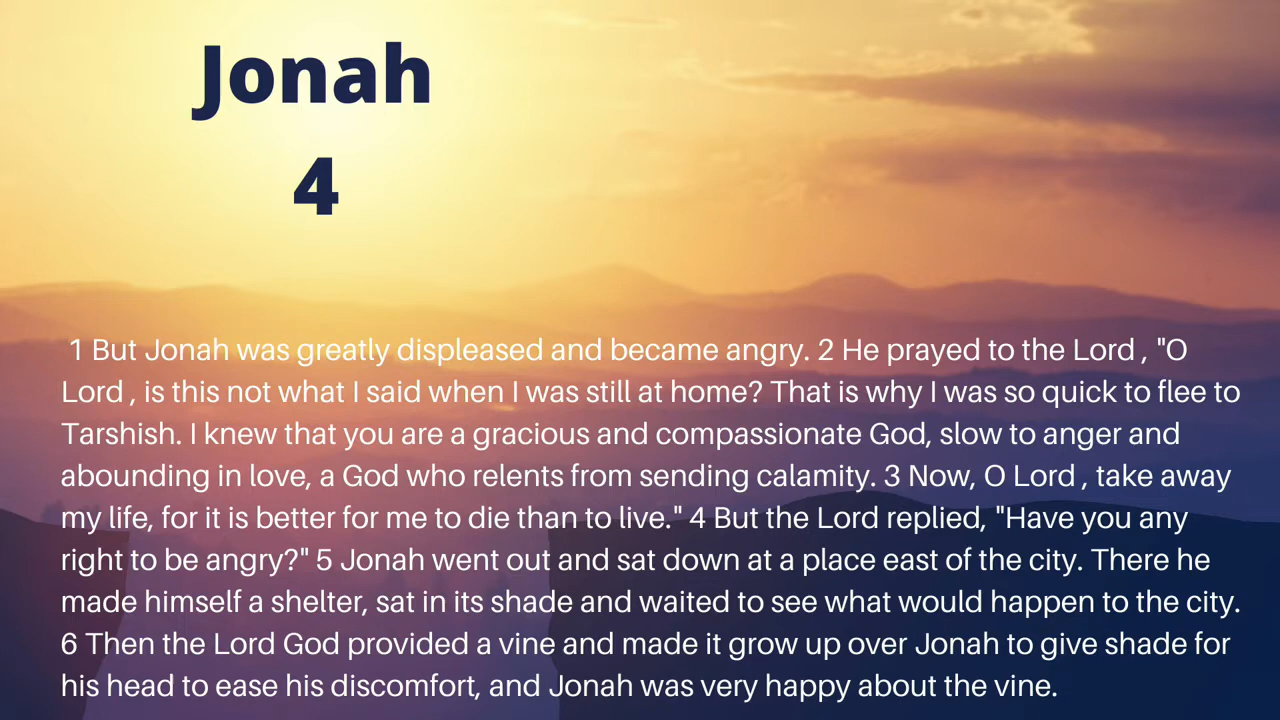 Jonah
4
1 But Jonah was greatly displeased and became angry. 2 He prayed to the Lord , "O
Lord , is this not what I said when I was still at home? That is why I was so quick to flee to
Tarshish. I knew that you are a gracious and compassionate God, slow to anger and
abounding in love, a God who relents from sending calamity. 3 Now, O Lord , take away
my life, for it is better for me to die than to live." 4 But the Lord replied, "Have you any
right to be angry?" 5 Jonah went out and sat down at a place east of the city. There he
made himself a shelter, sat in its shade and waited to see what would happen to the city.
6 Then the Lord God provided a vine and made it grow up over Jonah to give shade for
his head to ease his discomfort, and Jonah was very happy about the vine.